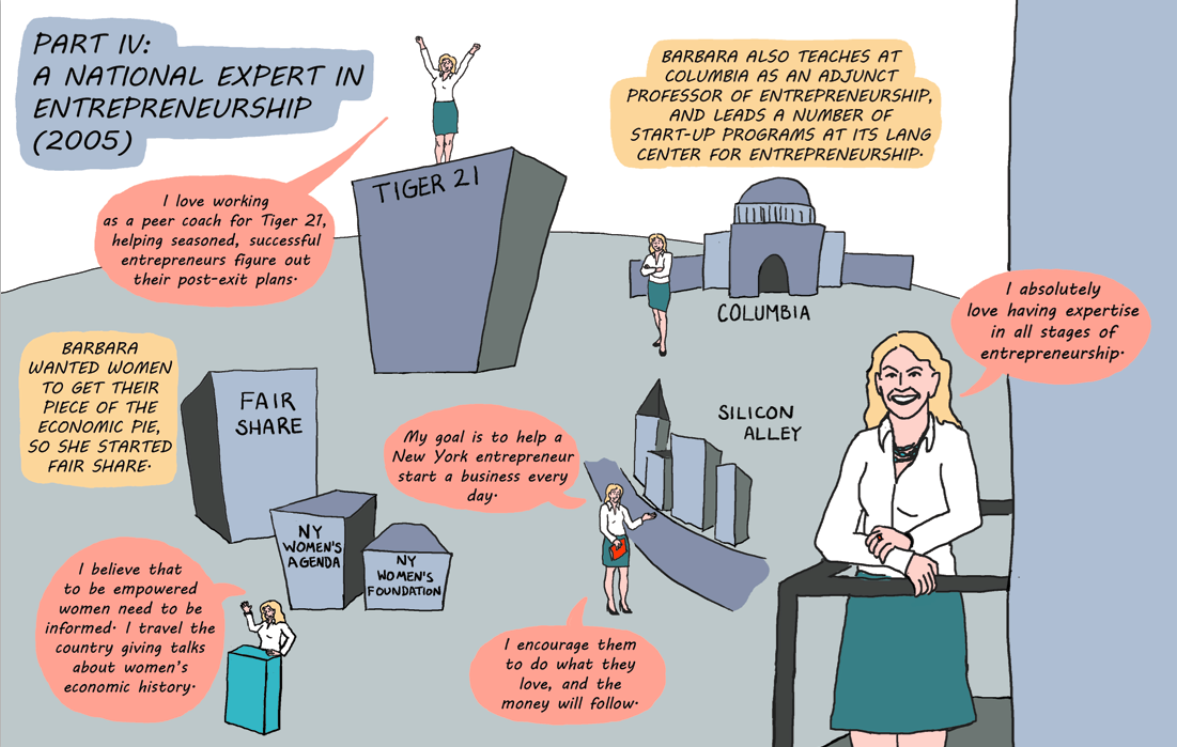 PART IV:
A NATIONAL EXPERT IN
ENTREPRENEURSHIP
(2005)
BARBARA ALSO TEACHES AT
COLUMBIA AS AN ADJUNCT
PROFESSOR OF ENTREPRENEURSHIP,
AND LEADS A NUMBER OF
START-UP PROGRAMS AT ITS LANG
CENTER FOR ENTREPRENEURSHIP.
TIGER 21
I love working
as a peer coach for Tiger 21,
helping seasoned, successful
entrepreneurs figure out
their post-exit plans.
COLUMBIA
I absolutely
love having expertise
in all stages of
entrepreneurship.
BARBARA
WANTED WOMEN
TO GET THEIR
PIECE OF THE
ECONOMIC PIE,
SO SHE STARTED
FAIR SHARE.
FAIR
SHARE
My goal is to help a
New York entrepreneur
start a business every
day.
SILICON
ALLEY
NY
WOMEN'S
AGENDA
NY
WOMEN'S
FOUNDATION
I believe that
to be empowered
women need to be
informed. I travel the
country giving talks
about women's
economic history.
I encourage them
to do what they
love, and the
money will follow.